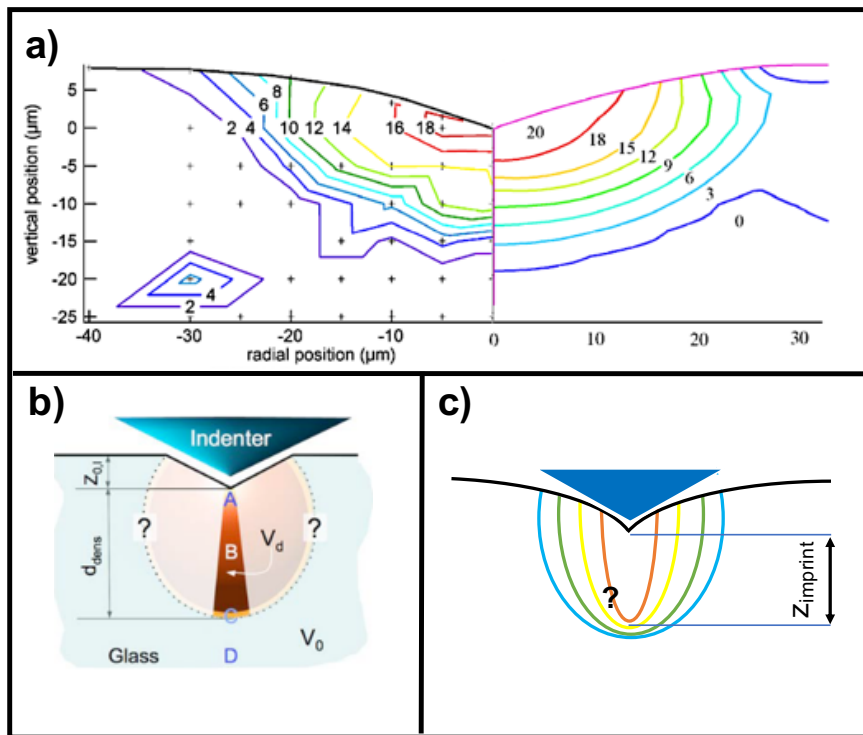 a)
vertical position (µm)
5
0
-5
-10
-15
-20
-25
2 4 6 8 10 12 14 16 18
2 4
20 18 15 12 9 6 3 0
-40 -30 -20 -10 0 10 20 30
radial position (µm)
b)
Indenter
Z0,I
A
? ?
B
Vd
ddens
C
V0
Glass
D
c)
?
Zimprint